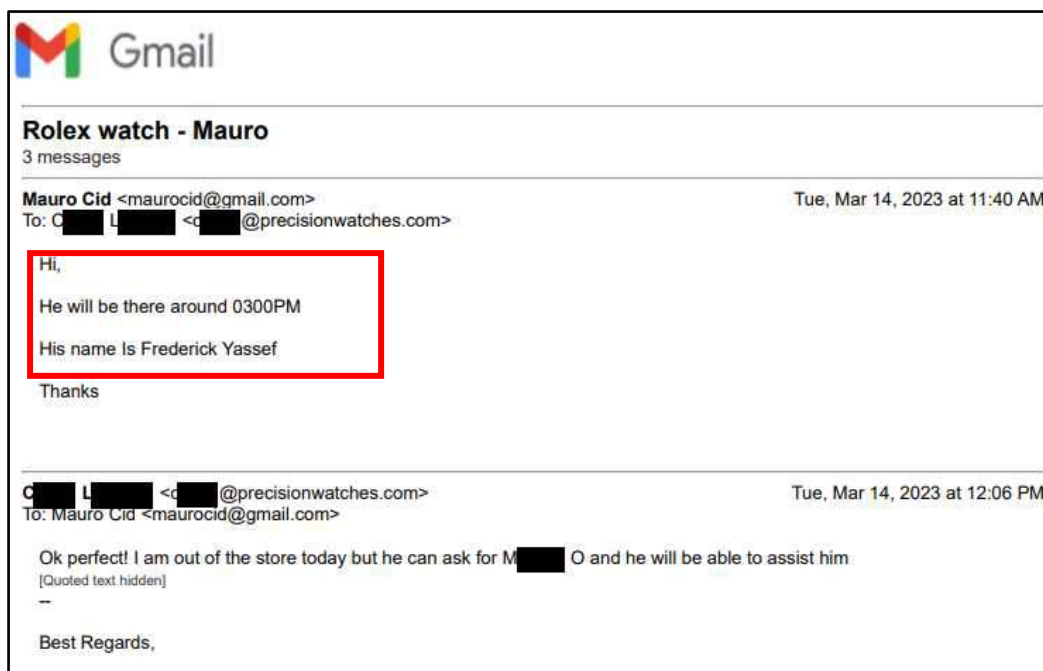 Gmail
Rolex watch - Mauro
3 messages
Mauro Cid <maurocid@gmail.com> Tue, Mar 14, 2023 at 11:40 AM
To: C L <c @precisionwatches.com>
Hi,
He will be there around 0300PM
His name Is Frederick Yassef
Thanks
C L <c @precisionwatches.com> Tue, Mar 14, 2023 at 12:06 PM
To: Mauro Cid <maurocid@gmail.com>
Ok perfect! I am out of the store today but he can ask for M O and he will be able to assist him
[Quoted text hidden]
--
Best Regards,